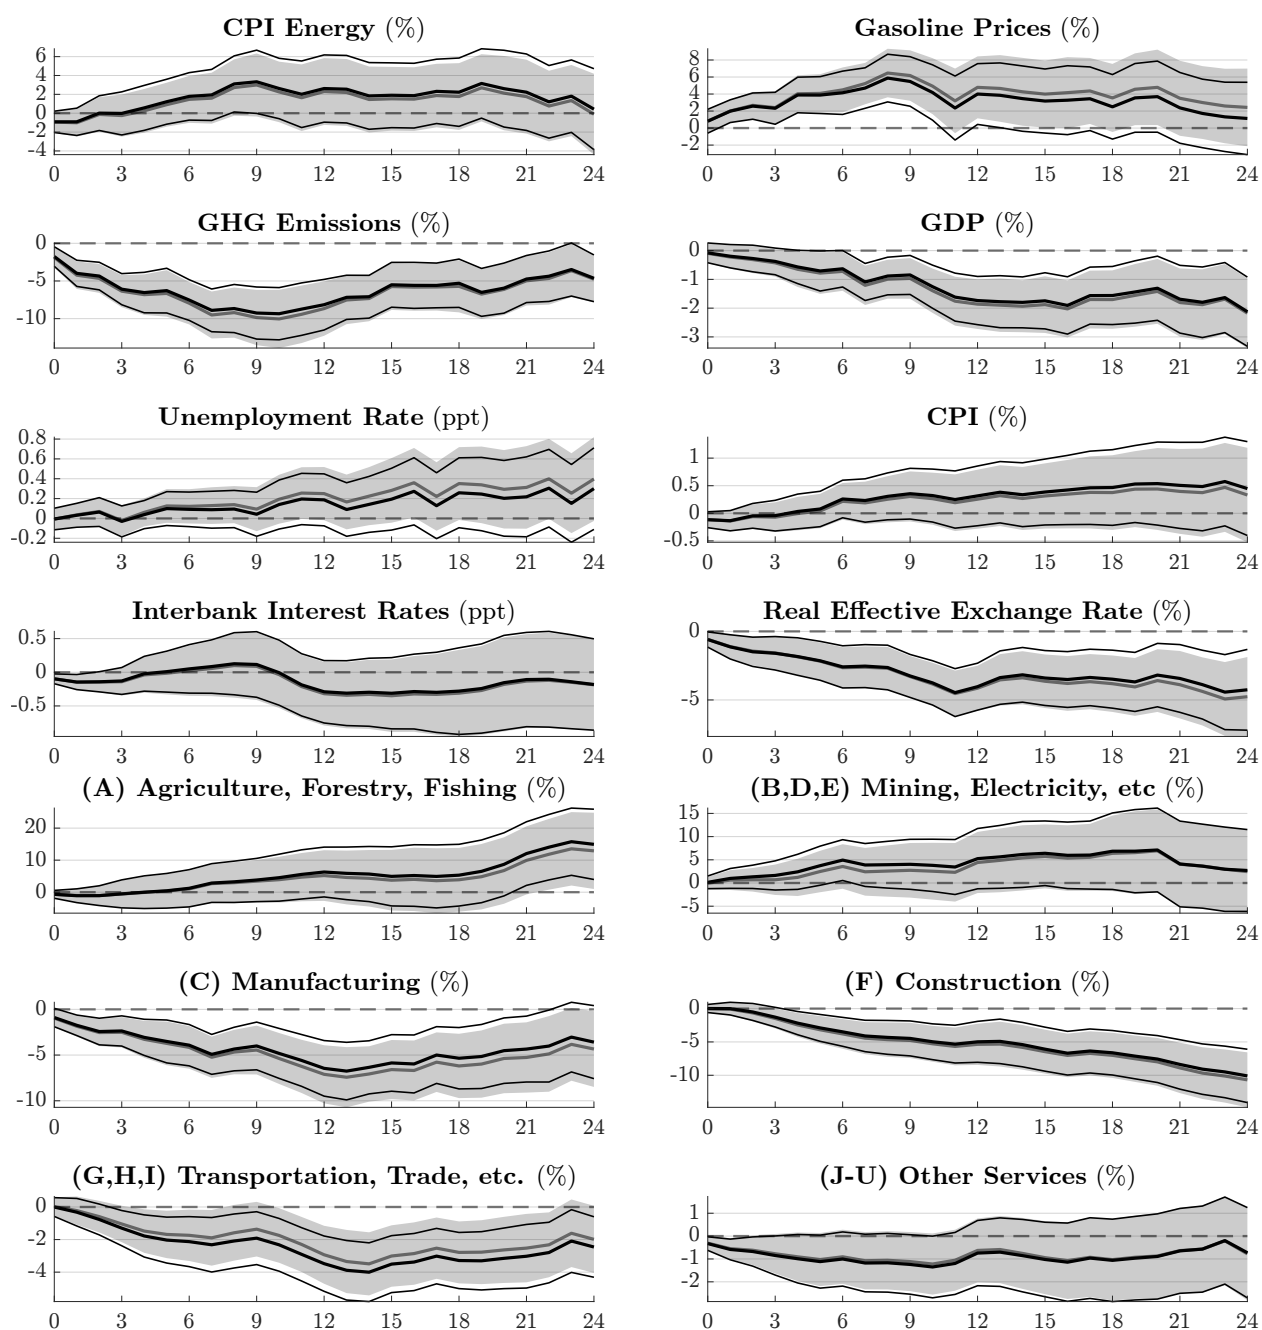 CPI Energy (%)
6
4
2
0
-2
-4
0 3 6 9 12 15 18 21 24
Gasoline Prices (%)
8
6
4
2
0
-2
0 3 6 9 12 15 18 21 24
GHG Emissions (%)
0
-5
-10
0 3 6 9 12 15 18 21 24
GDP (%)
0
-1
-2
-3
0 3 6 9 12 15 18 21 24
Unemployment Rate (ppt)
0.8
0.6
0.4
0.2
0
-0.2
0 3 6 9 12 15 18 21 24
CPI (%)
1
0.5
0
-0.5
0 3 6 9 12 15 18 21 24
Interbank Interest Rates (ppt)
0.5
0
-0.5
0 3 6 9 12 15 18 21 24
Real Effective Exchange Rate (%)
0
-5
0 3 6 9 12 15 18 21 24
(A) Agriculture, Forestry, Fishing (%)
20
10
0
0 3 6 9 12 15 18 21 24
(B,D,E) Mining, Electricity, etc (%)
15
10
5
0
-5
0 3 6 9 12 15 18 21 24
(C) Manufacturing (%)
0
-5
-10
0 3 6 9 12 15 18 21 24
(F) Construction (%)
0
-5
-10
0 3 6 9 12 15 18 21 24
(G,H,I) Transportation, Trade, etc. (%)
0
-2
-4
0 3 6 9 12 15 18 21 24
(J-U) Other Services (%)
1
0
-1
-2
0 3 6 9 12 15 18 21 24